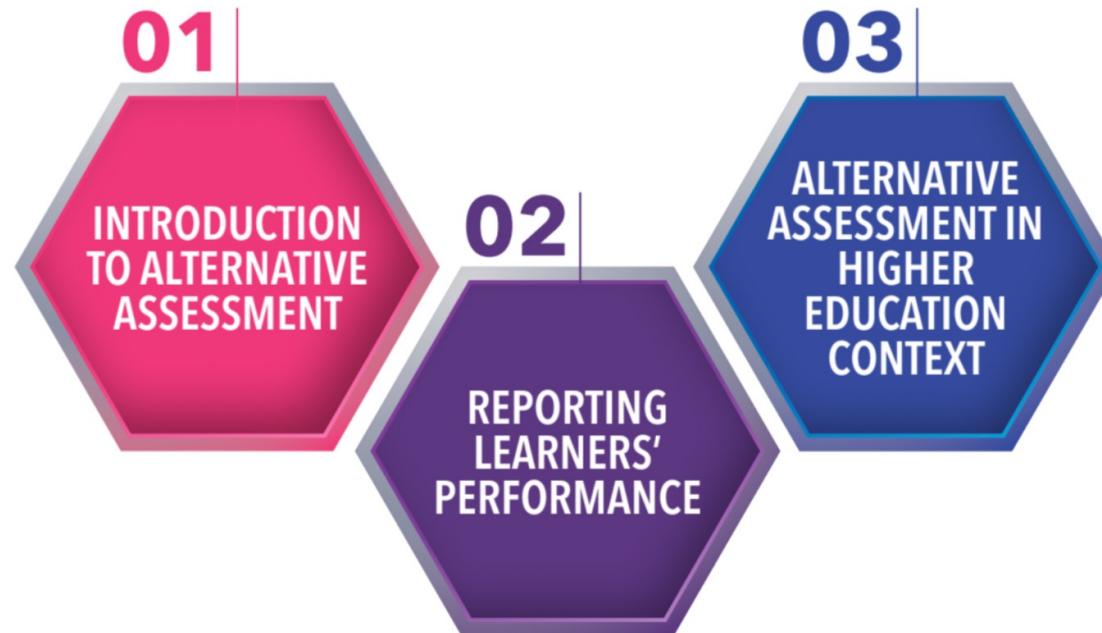 01
INTRODUCTION
TO ALTERNATIVE
ASSESSMENT
02
REPORTING
LEARNERS'
PERFORMANCE
03
ALTERNATIVE
ASSESSMENT IN
HIGHER
EDUCATION
CONTEXT